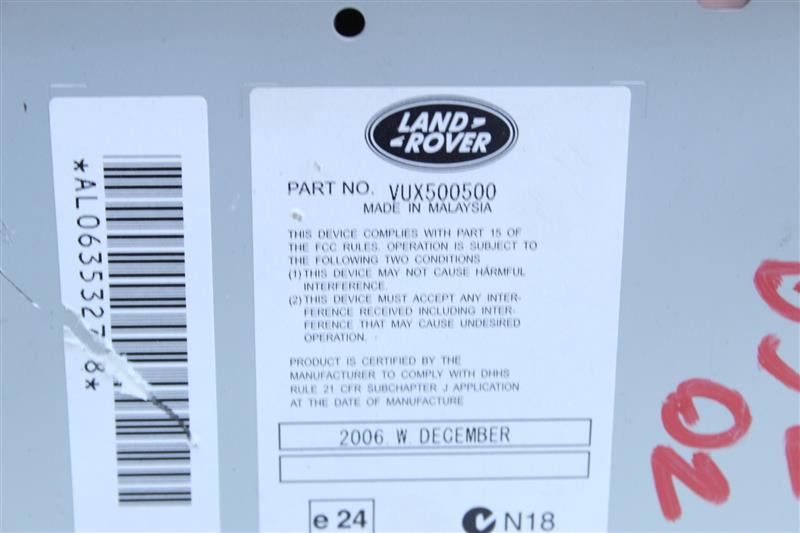 LAND
ROVER
PART NO. VUX500500
MADE IN MALAYSIA
THIS DEVICE COMPLIES WITH PART 15 OF
THE FCC RULES. OPERATION IS SUBJECT TO
THE FOLLOWING TWO CONDITIONS
(1) THIS DEVICE MAY NOT CAUSE HARMFUL
INTERFERENCE.
(2) THIS DEVICE MUST ACCEPT ANY INTER-
FERENCE RECEIVED INCLUDING INTER-
FERENCE THAT MAY CAUSE UNDESIRED
OPERATION.
PRODUCT IS CERTIFIED BY THE
MANUFACTURER TO COMPLY WITH DHHS
RULE 21 CFR SUBCHAPTER J APPLICATION
AT THE DATE OF MANUFACTURE
2006 W DECEMBER
e 24
N18
20